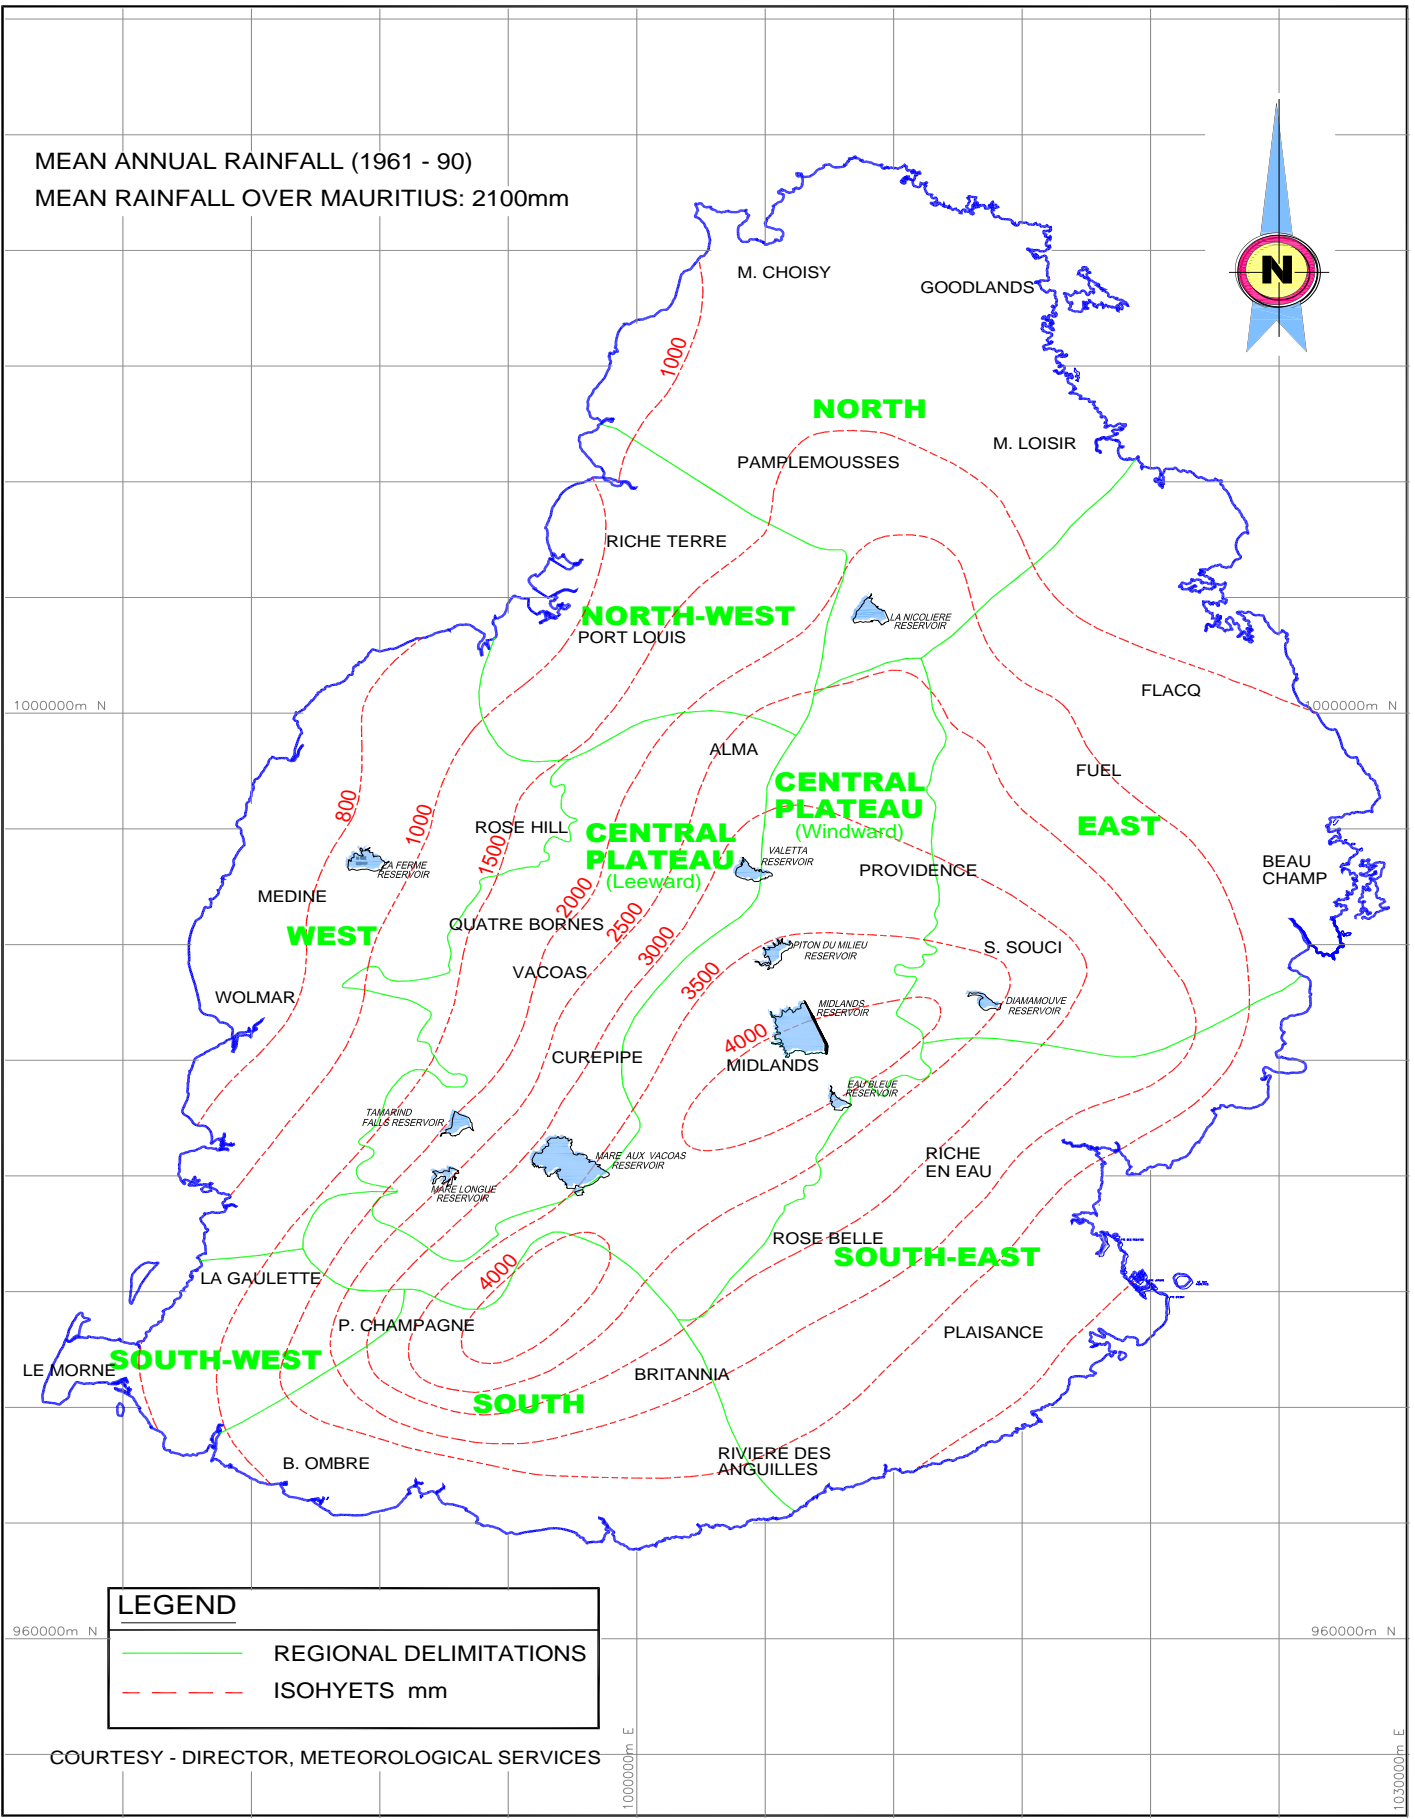 MEAN ANNUAL RAINFALL (1961 - 90)
MEAN RAINFALL OVER MAURITIUS: 2100mm
N
M. CHOISY
GOODLANDS
1000
NORTH
M. LOISIR
PAMPLEMOUSSES
RICHE TERRE
NORTH-WEST
PORT LOUIS
LA NICOLIERE
RESERVOIR
FLACQ
1000000m N
1000000m N
ALMA
FUEL
CENTRAL
PLATEAU
(Windward)
800
1000
1500
ROSE HILL
CENTRAL
PLATEAU
(Leeward)
EAST
VALETTA
RESERVOIR
PROVIDENCE
BEAU
CHAMP
LA FERME
RESERVOIR
MEDINE
2000
2500
3000
3500
4000
QUATRE BORNES
WEST
VACOAS
PITON DU MILIEU
RESERVOIR
S. SOUCI
WOLMAR
MIDLANDS
RESERVOIR
DIAMAMOUVE
RESERVOIR
CUREPIPE
MIDLANDS
EAU BLEUE
RESERVOIR
TAMARIND
FALLS RESERVOIR
MARE AUX VACOAS
RESERVOIR
RICHE
EN EAU
MARE LONGUE
RESERVOIR
ROSE BELLE
SOUTH-EAST
4000
LA GAULETTE
P. CHAMPAGNE
PLAISANCE
SOUTH-WEST
LE MORNE
BRITANNIA
SOUTH
RIVIERE DES
ANGUILLES
B. OMBRE
LEGEND
REGIONAL DELIMITATIONS
ISOHYETS mm
960000m N
960000m N
COURTESY - DIRECTOR, METEOROLOGICAL SERVICES
1000000m E
1030000m E